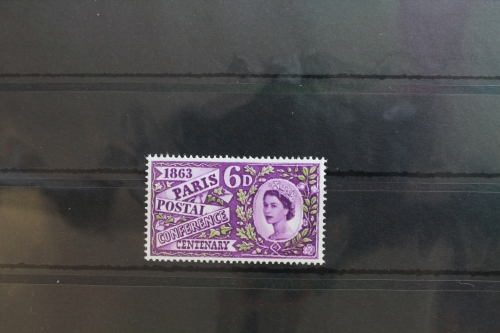 1863
PARIS
POSTAL
CONFERENCE
CENTENARY
6D